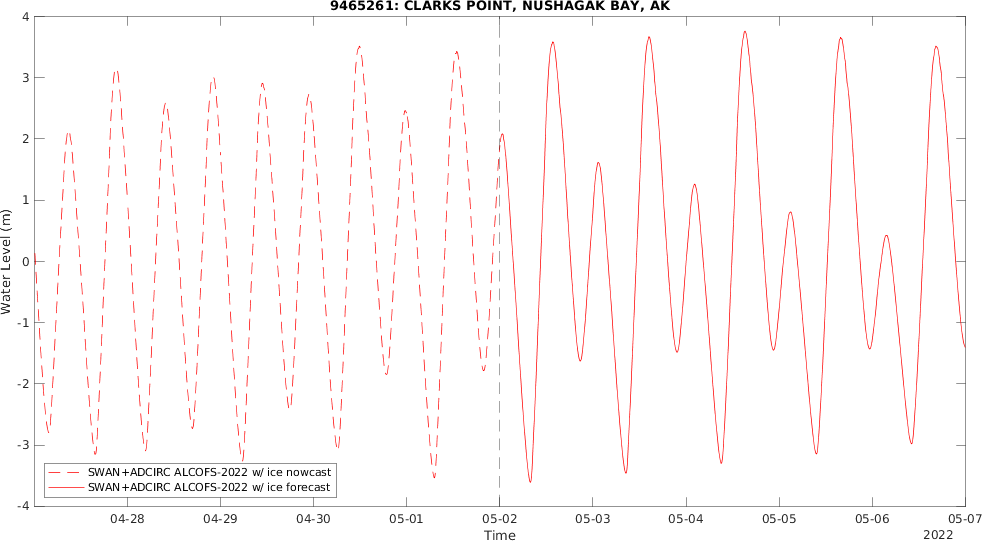 9465261: CLARKS POINT, NUSHAGAK BAY, AK
Water Level (m)
4
3
2
1
0
-1
-2
-3
-4
SWAN+ADCIRC ALCOFS-2022 w/ ice nowcast
SWAN+ADCIRC ALCOFS-2022 w/ ice forecast
04-28 04-29 04-30 05-01 05-02 05-03 05-04 05-05 05-06 05-07
Time
2022